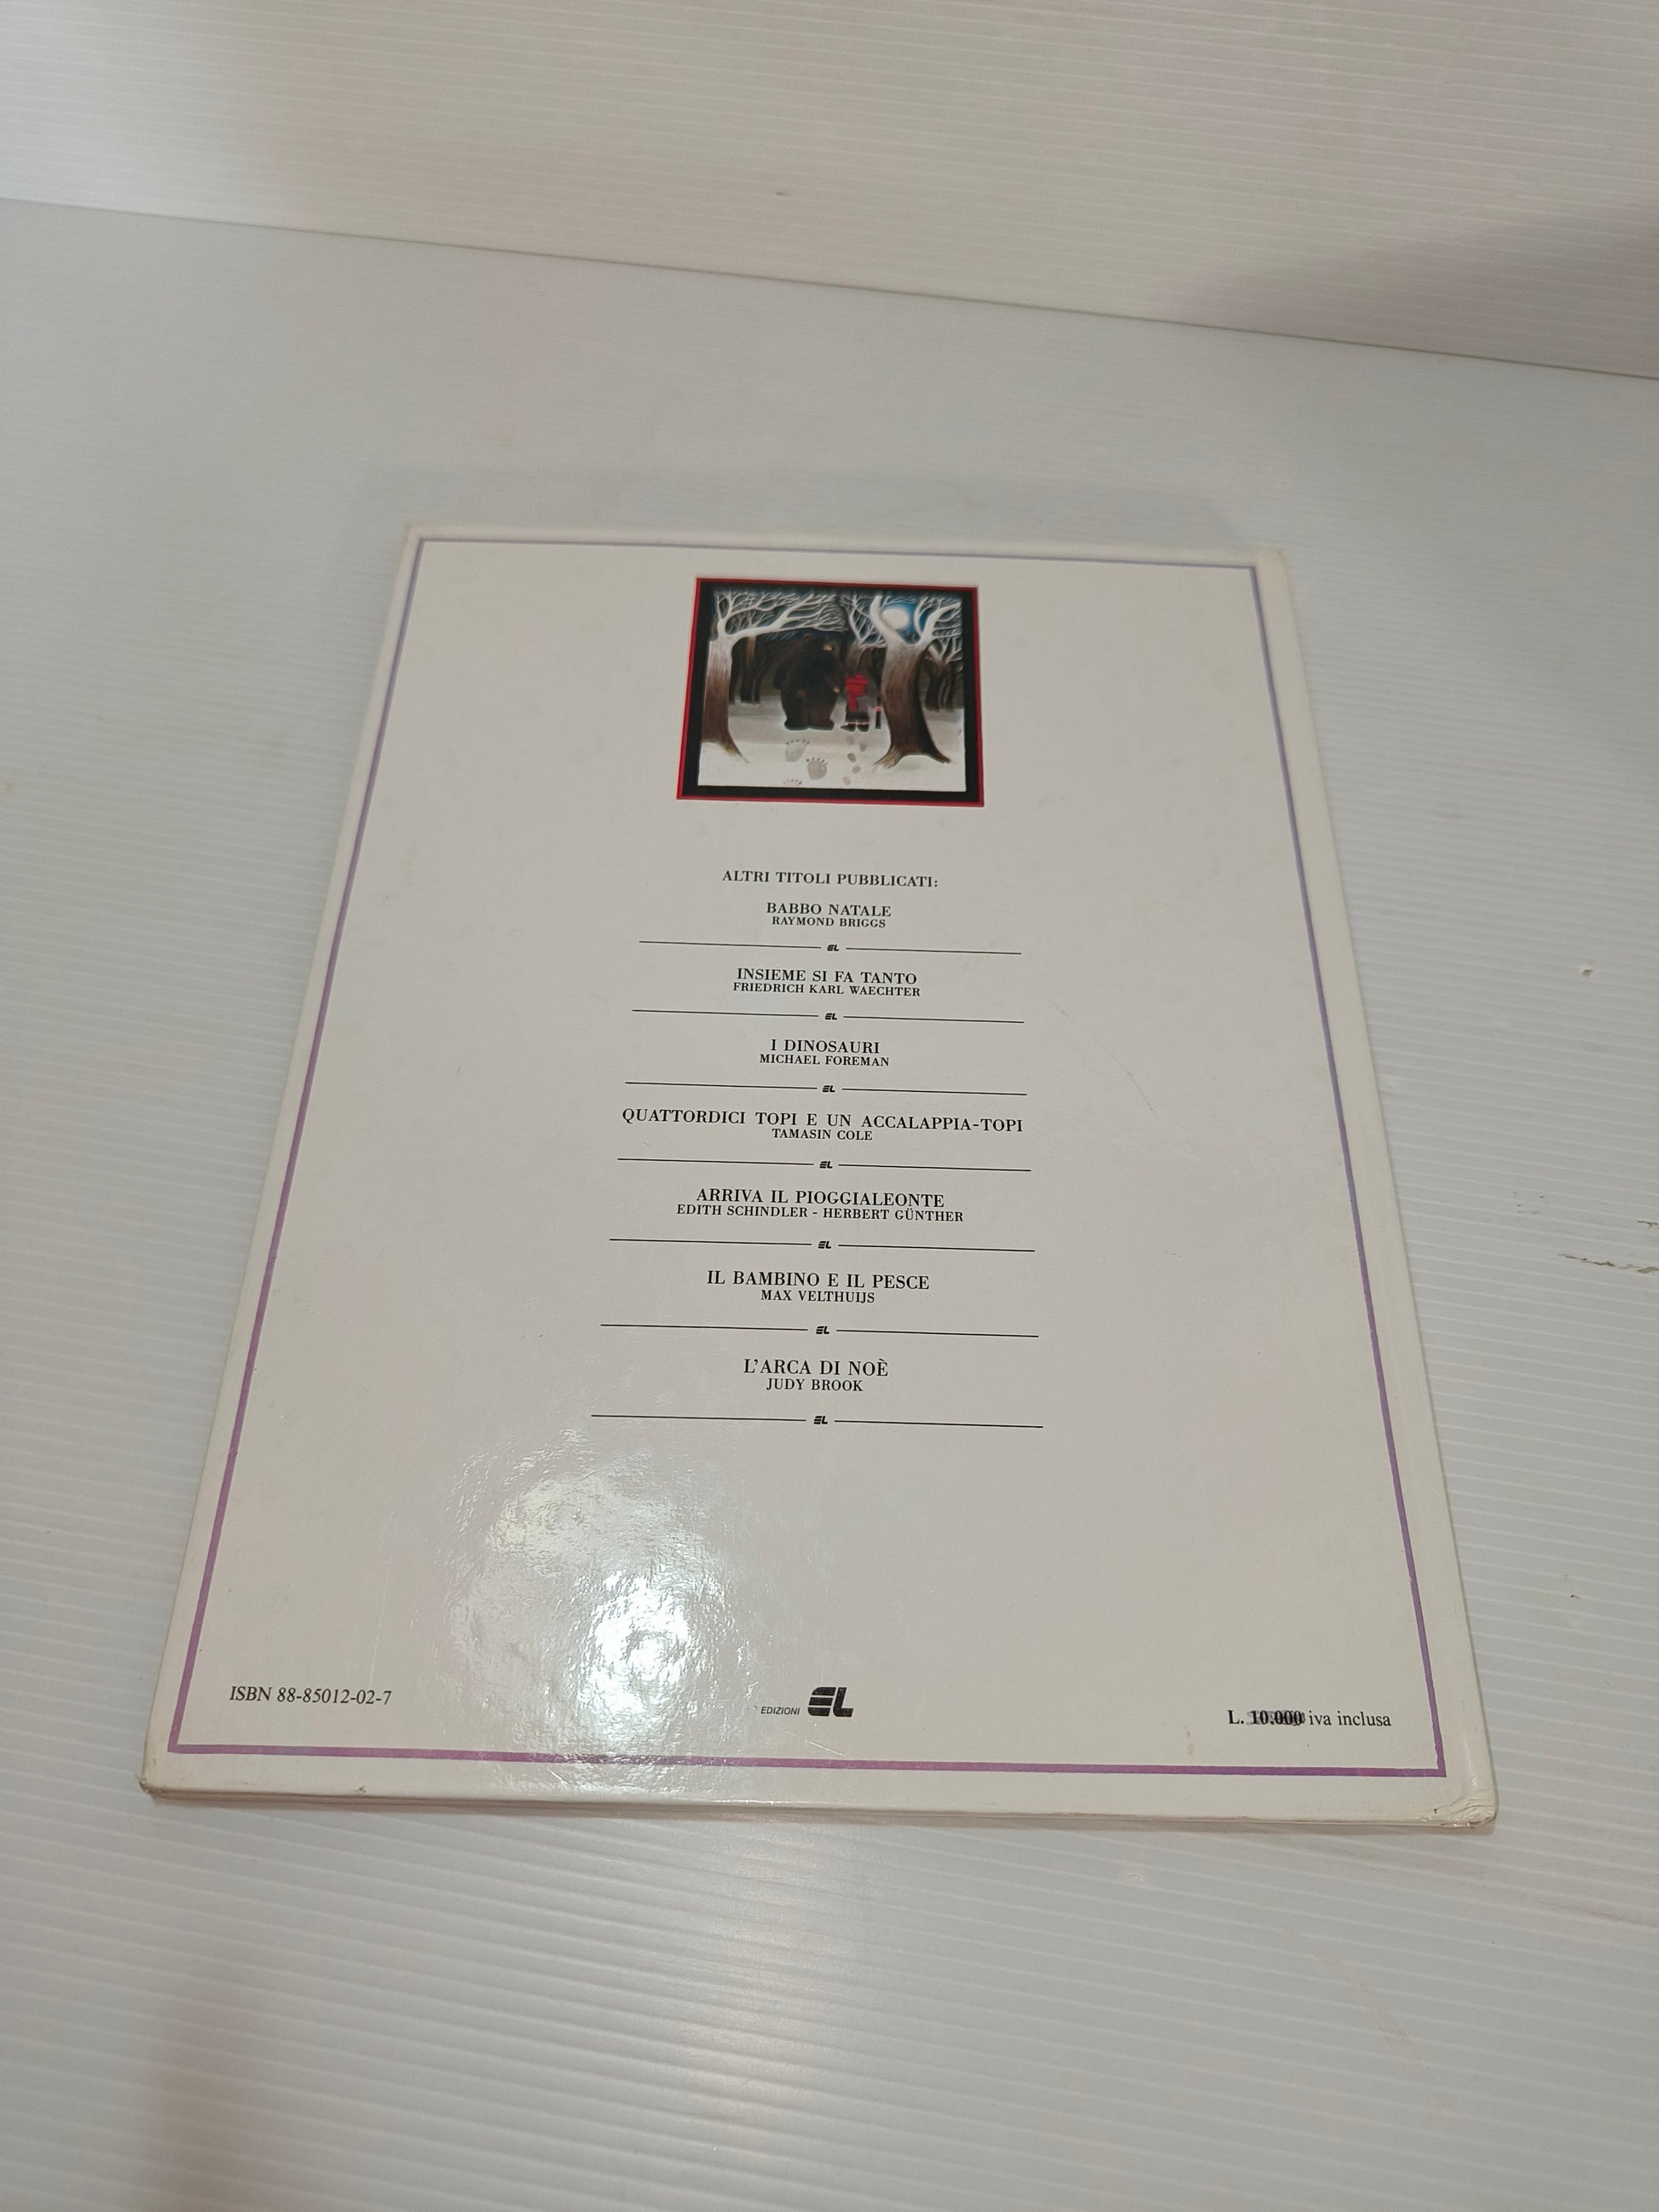 ALTRI TITOLI PUBBLICATI:
BABBO NATALE
RAYMOND BRIGGS
EL
INSIEME SI FA TANTO
FRIEDRICH KARL WAECHTER
EL
I DINOSAURI
MICHAEL FOREMAN
EL
QUATTORDICI TOPI E UN ACCALAPPIA-TOPI
TAMASIN COLE
EL
ARRIVA IL PIOGGIALEONTE
EDITH SCHINDLER - HERBERT GÜNTHER
EL
IL BAMBINO E IL PESCE
MAX VELTHUIJS
EL
L'ARCA DI NOÈ
JUDY BROOK
EL
ISBN 88-85012-02-7
EDIZIONI EL
L. 10.000 iva inclusa